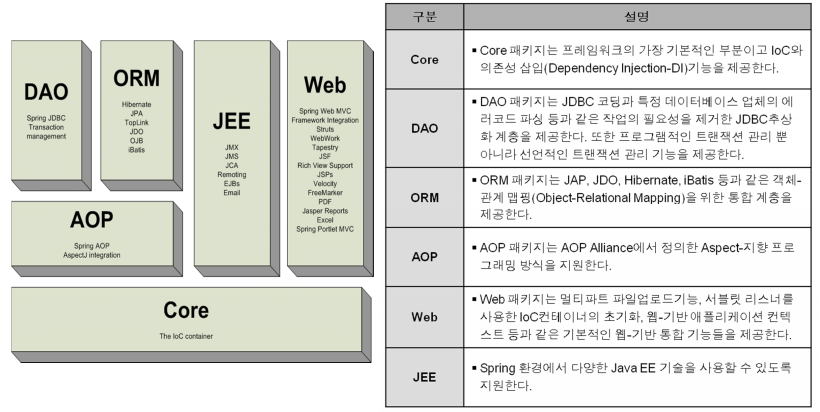 DAO
Spring JDBC
Transaction
management
ORM
Hibernate
JPA
TopLink
JDO
OJB
iBatis
JEE
JMX
JMS
JCA
Remoting
EJBs
Email
Web
Spring Web MVC
Framework Integration
Struts
WebWork
Tapestry
JSF
Rich View Support
JSPs
Velocity
FreeMarker
PDF
Jasper Reports
Excel
Spring Portlet MVC
AOP
Spring AOP
AspectJ integration
Core
The IoC container
구분 설명
Core
▪ Core 패키지는 프레임워크의 가장 기본적인 부분이고 IoC와
의존성 삽입(Dependency Injection-DI)기능을 제공한다.
DAO
▪ DAO 패키지는 JDBC 코딩과 특정 데이터베이스 업체의 에
러코드 파싱 등과 같은 작업의 필요성을 제거한 JDBC추상
화 계층을 제공한다. 또한 프로그램적인 트랜잭션 관리 뿐
아니라 선언적인 트랜잭션 관리 기능을 제공한다.
ORM
▪ ORM 패키지는 JAP, JDO, Hibernate, iBatis 등과 같은 객체-
관계 맵핑(Object-Relational Mapping)을 위한 통합 계층을
제공한다.
AOP
▪ AOP 패키지는 AOP Alliance에서 정의한 Aspect-지향 프로
그래밍 방식을 지원한다.
Web
▪ Web 패키지는 멀티파트 파일업로드기능, 서블릿 리스너를
사용한 IoC컨테이너의 초기화, 웹-기반 애플리케이션 컨텍
스트 등과 같은 기본적인 웹-기반 통합 기능들을 제공한다.
JEE
▪ Spring 환경에서 다양한 Java EE 기술을 사용할 수 있도록
지원한다.